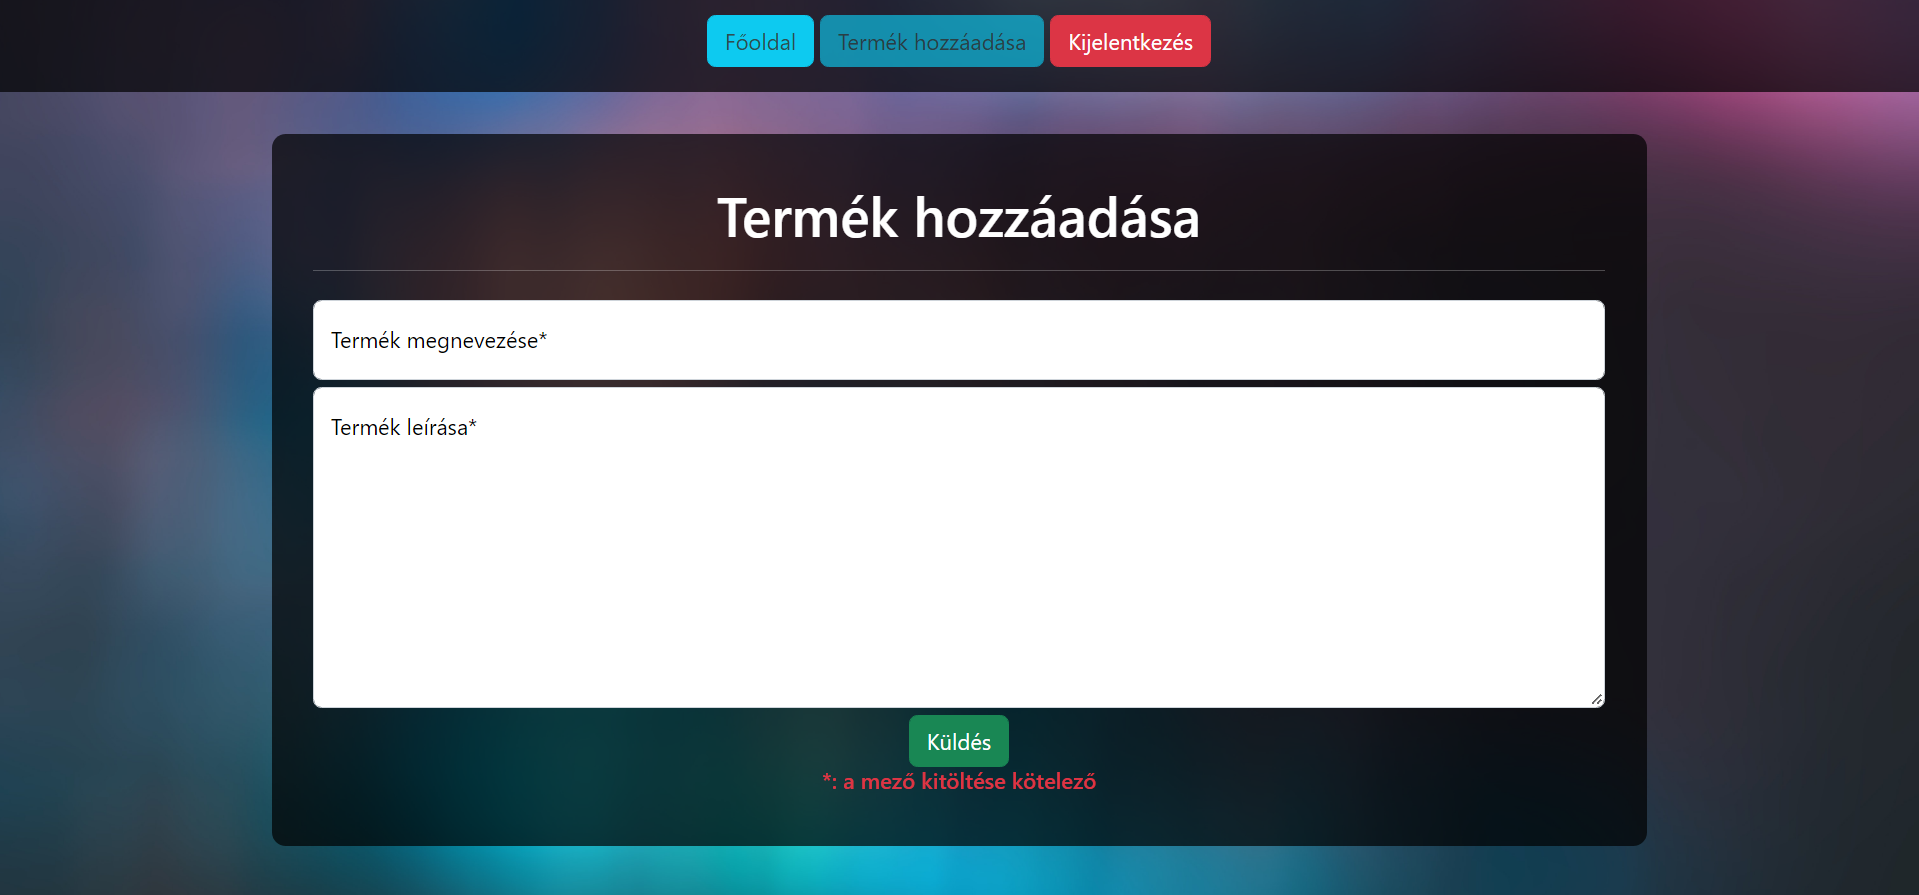 Főoldal Termék hozzáadása Kijelentkezés
Termék hozzáadása
Termék megnevezése*
Termék leírása*
Küldés
*: a mező kitöltése kötelező